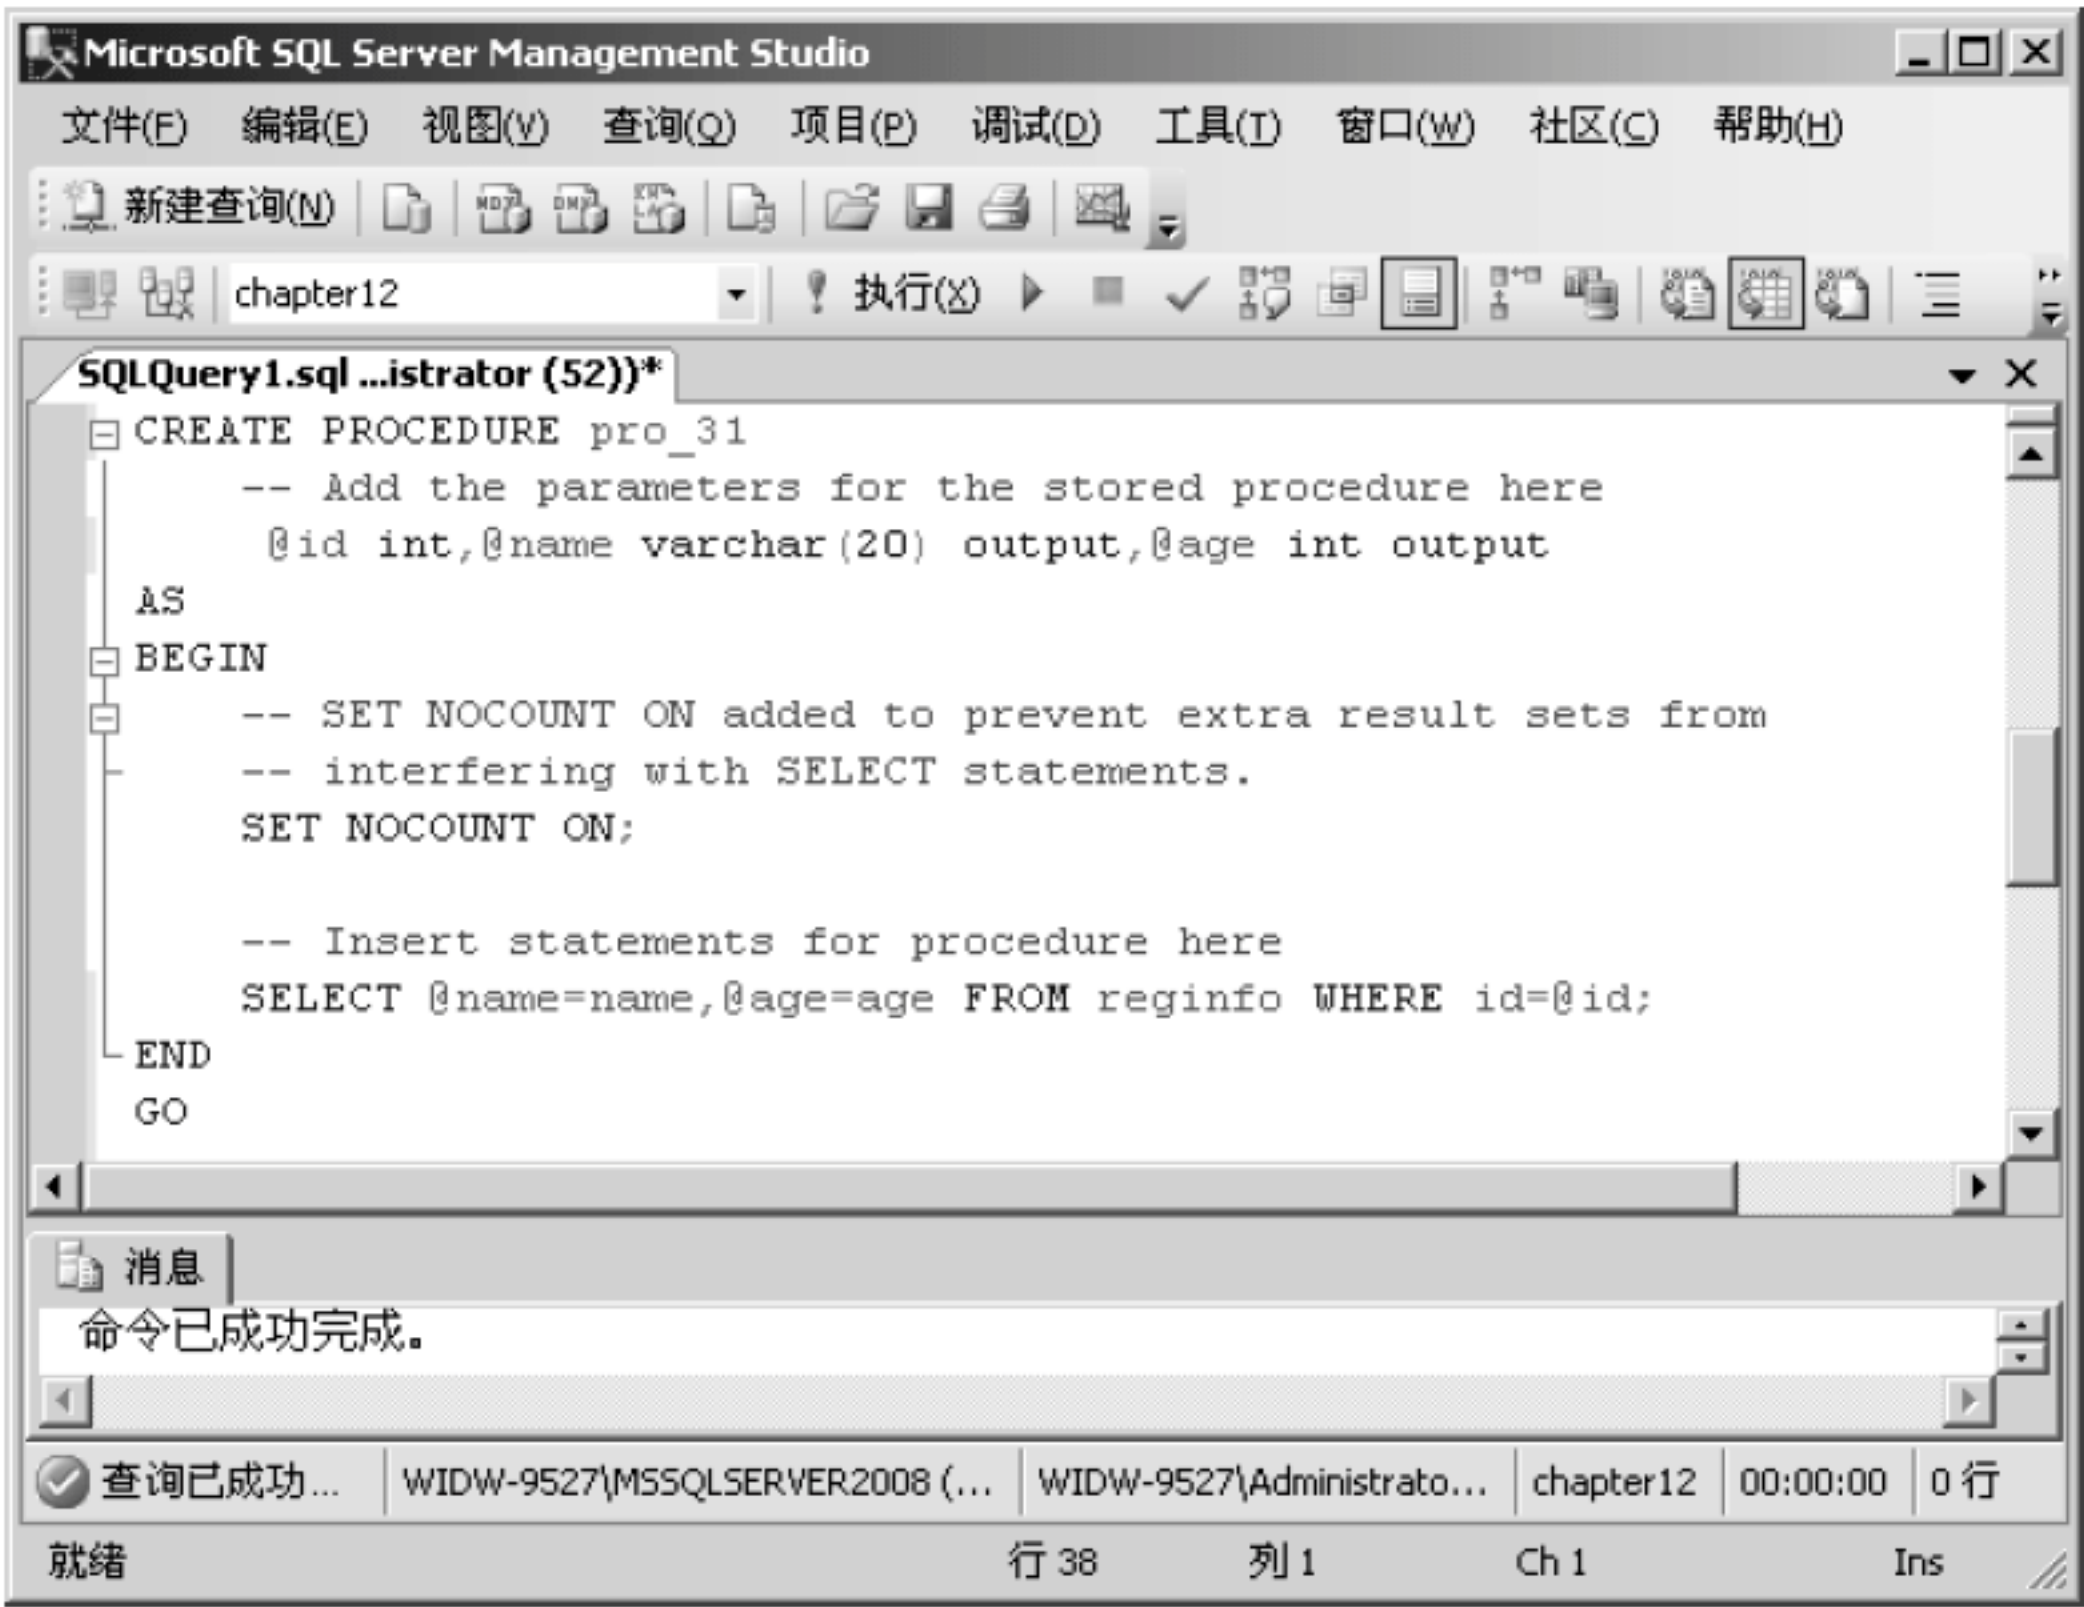 Microsoft SQL Server Management Studio
文件(F) 编辑(E) 视图(V) 查询(Q) 项目(P) 调试(D) 工具(T) 窗口(W) 社区(C) 帮助(H)
新建查询(N)
chapter12 执行(X)
SQLQuery1.sql ...istrator (52))*
CREATE PROCEDURE pro_31
-- Add the parameters for the stored procedure here
@id int,@name varchar(20) output,@age int output
AS
BEGIN
-- SET NOCOUNT ON added to prevent extra result sets from
-- interfering with SELECT statements.
SET NOCOUNT ON;
-- Insert statements for procedure here
SELECT @name=name,@age=age FROM reginfo WHERE id=@id;
END
GO
消息
命令已成功完成。
查询已成功... WIDW-9527\MSSQLSERVER2008 (... WIDW-9527\Administrato... chapter12 00:00:00 0 行
就绪 行 38 列 1 Ch 1 Ins